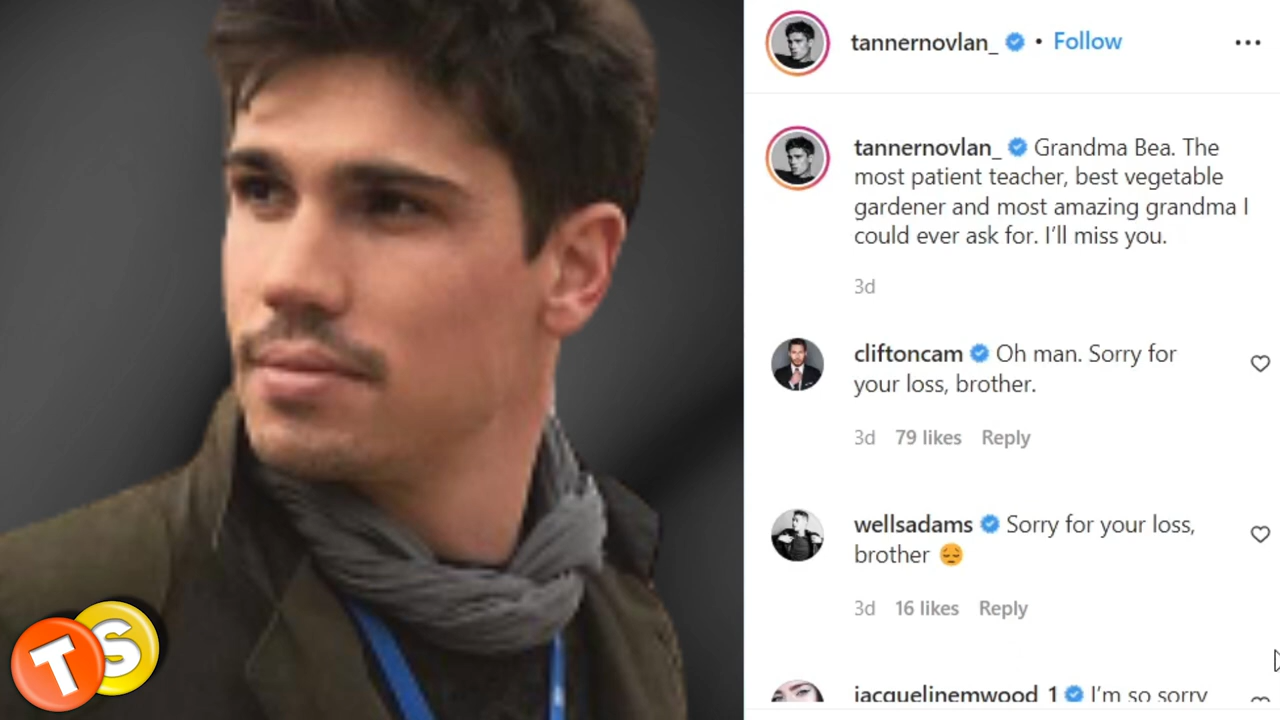 tannernovlan_ • Follow
tannernovlan_ Grandma Bea. The
most patient teacher, best vegetable
gardener and most amazing grandma I
could ever ask for. I'll miss you.
3d
cliftoncam Oh man. Sorry for
your loss, brother.
3d 79 likes Reply
wellsadams Sorry for your loss,
brother 😔
3d 16 likes Reply
jacquelinemwood_1 I'm so sorry
TS